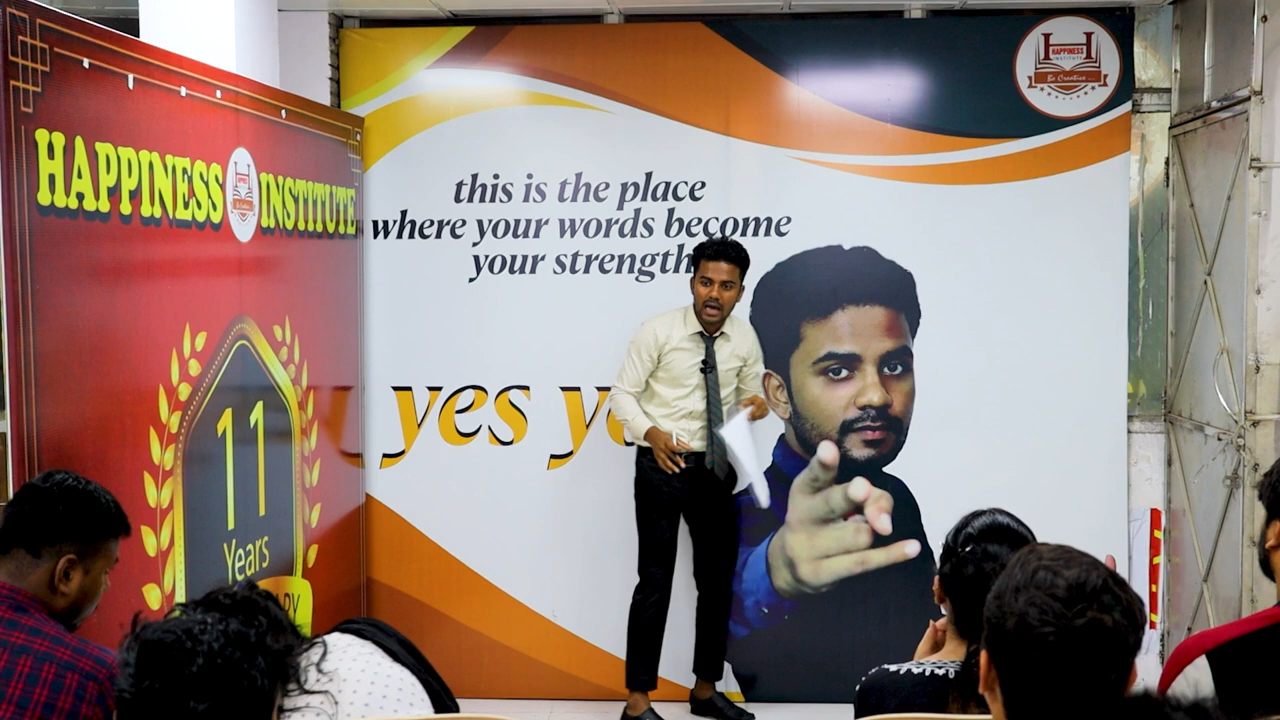 HAPPINESS INSTITUTE
11
Years
HAPPINESS
INSTITUTE
Be Creative ...
this is the place
where your words become
your strength
yes